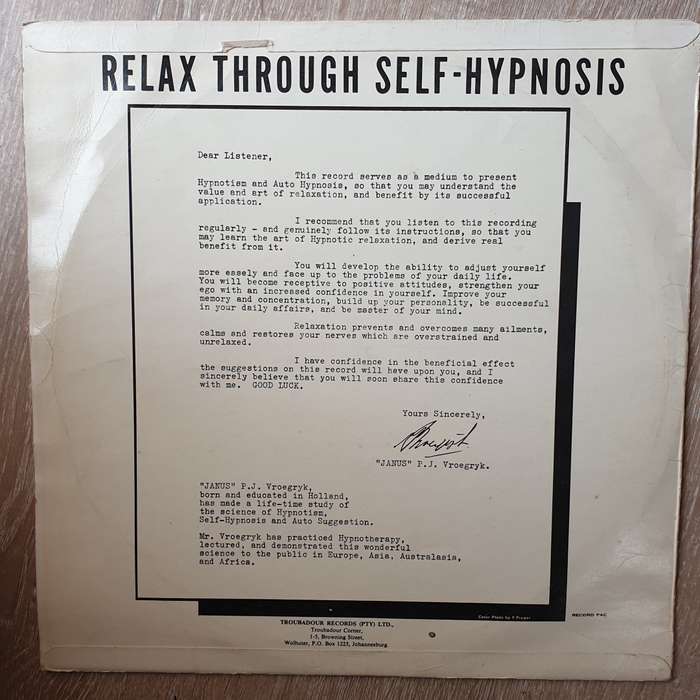 RELAX THROUGH SELF-HYPNOSIS
Dear Listener,
This record serves as a medium to present
Hypnotism and Auto Hypnosis, so that you may understand the
value and art of relaxation, and benefit by its successful
application.
I recommend that you listen to this recording
regularly - and genuinely follow its instructions, so that you
may learn the art of Hypnotic relaxation, and derive real
benefit from it.
You will develop the ability to adjust yourself
more easely and face up to the problems of your daily life.
You will become receptive to positive attitudes, strengthen your
ego with an increased confidence in yourself. Improve your
memory and concentration, build up your personality, be successful
in your daily affairs, and be master of your mind.
Relaxation prevents and overcomes many ailments,
calms and restores your nerves which are overstrained and
unrelaxed.
I have confidence in the beneficial effect
the suggestions on this record will have upon you, and I
sincerely believe that you will soon share this confidence
with me. GOOD LUCK.
Yours Sincerely,
"JANUS" P.J. Vroegryk.
"JANUS" P.J. Vroegryk,
born and educated in Holland,
has made a life-time study of
the science of Hypnotism,
Self-Hypnosis and Auto Suggestion.
Mr. Vroegryk has practiced Hypnotherapy,
lectured, and demonstrated this wonderful
science to the public in Europe, Asia, Australasia,
and Africa.
Color Photo by
RECORD P4C
TROUBADOUR RECORDS (PTY) LTD.,
Troubadour Corner,
1-5, Browning Street,
Wolhuter, P.O. Box 1225, Johannesburg.